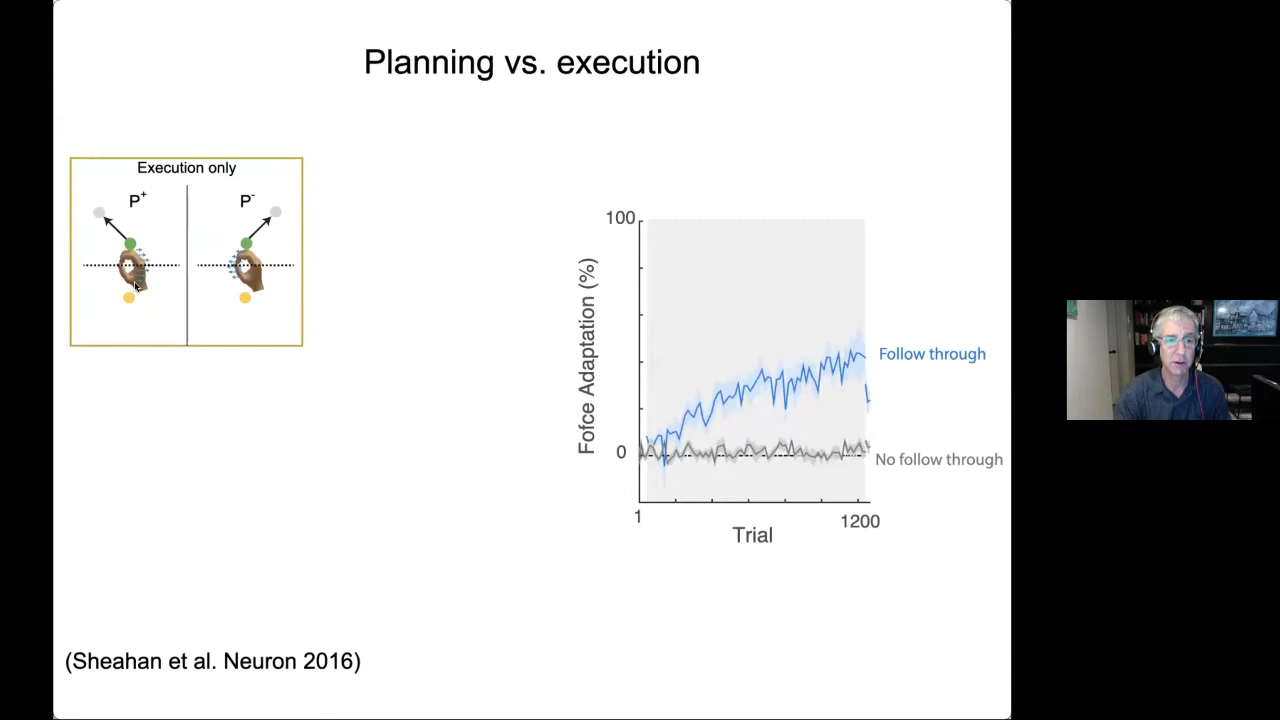 Planning vs. execution
Execution only
P+
P-
100
Fofce Adaptation (%)
0
Follow through
No follow through
1
1200
Trial
(Sheahan et al. Neuron 2016)